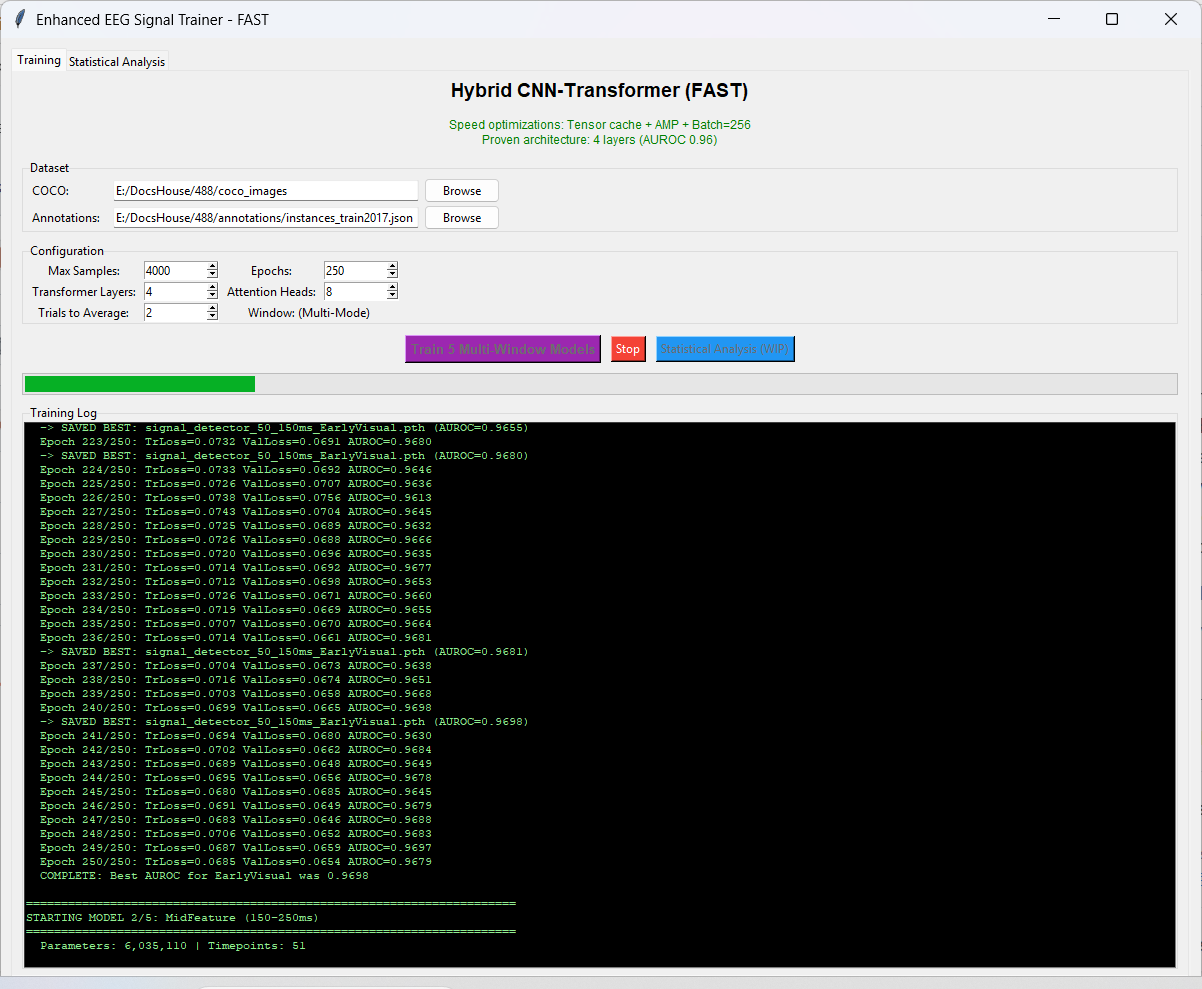 Enhanced EEG Signal Trainer - FAST
Training Statistical Analysis
Hybrid CNN-Transformer (FAST)
Speed optimizations: Tensor cache + AMP + Batch=256
Proven architecture: 4 layers (AUROC 0.96)
Dataset
COCO: E:/DocsHouse/488/coco_images Browse
Annotations: E:/DocsHouse/488/annotations/instances_train2017.json Browse
Configuration
Max Samples: 4000 Epochs: 250
Transformer Layers: 4 Attention Heads: 8
Trials to Average: 2 Window: (Multi-Mode)
Train 5 Multi-Window Models Stop Statistical Analysis (WIP)
Training Log
-> SAVED BEST: signal_detector_50_150ms_EarlyVisual.pth (AUROC=0.9655)
Epoch 223/250: TrLoss=0.0732 ValLoss=0.0691 AUROC=0.9680
-> SAVED BEST: signal_detector_50_150ms_EarlyVisual.pth (AUROC=0.9680)
Epoch 224/250: TrLoss=0.0733 ValLoss=0.0692 AUROC=0.9646
Epoch 225/250: TrLoss=0.0726 ValLoss=0.0707 AUROC=0.9636
Epoch 226/250: TrLoss=0.0738 ValLoss=0.0756 AUROC=0.9613
Epoch 227/250: TrLoss=0.0743 ValLoss=0.0704 AUROC=0.9645
Epoch 228/250: TrLoss=0.0725 ValLoss=0.0689 AUROC=0.9632
Epoch 229/250: TrLoss=0.0726 ValLoss=0.0688 AUROC=0.9666
Epoch 230/250: TrLoss=0.0720 ValLoss=0.0696 AUROC=0.9635
Epoch 231/250: TrLoss=0.0714 ValLoss=0.0692 AUROC=0.9677
Epoch 232/250: TrLoss=0.0712 ValLoss=0.0698 AUROC=0.9653
Epoch 233/250: TrLoss=0.0726 ValLoss=0.0671 AUROC=0.9660
Epoch 234/250: TrLoss=0.0719 ValLoss=0.0669 AUROC=0.9655
Epoch 235/250: TrLoss=0.0707 ValLoss=0.0670 AUROC=0.9664
Epoch 236/250: TrLoss=0.0714 ValLoss=0.0661 AUROC=0.9681
-> SAVED BEST: signal_detector_50_150ms_EarlyVisual.pth (AUROC=0.9681)
Epoch 237/250: TrLoss=0.0704 ValLoss=0.0673 AUROC=0.9638
Epoch 238/250: TrLoss=0.0716 ValLoss=0.0674 AUROC=0.9651
Epoch 239/250: TrLoss=0.0703 ValLoss=0.0658 AUROC=0.9668
Epoch 240/250: TrLoss=0.0699 ValLoss=0.0665 AUROC=0.9698
-> SAVED BEST: signal_detector_50_150ms_EarlyVisual.pth (AUROC=0.9698)
Epoch 241/250: TrLoss=0.0694 ValLoss=0.0680 AUROC=0.9630
Epoch 242/250: TrLoss=0.0702 ValLoss=0.0662 AUROC=0.9684
Epoch 243/250: TrLoss=0.0689 ValLoss=0.0648 AUROC=0.9649
Epoch 244/250: TrLoss=0.0695 ValLoss=0.0656 AUROC=0.9678
Epoch 245/250: TrLoss=0.0680 ValLoss=0.0685 AUROC=0.9645
Epoch 246/250: TrLoss=0.0691 ValLoss=0.0649 AUROC=0.9679
Epoch 247/250: TrLoss=0.0683 ValLoss=0.0646 AUROC=0.9688
Epoch 248/250: TrLoss=0.0706 ValLoss=0.0652 AUROC=0.9683
Epoch 249/250: TrLoss=0.0687 ValLoss=0.0659 AUROC=0.9697
Epoch 250/250: TrLoss=0.0685 ValLoss=0.0654 AUROC=0.9679
COMPLETE: Best AUROC for EarlyVisual was 0.9698
======================================================================
STARTING MODEL 2/5: MidFeature (150-250ms)
======================================================================
Parameters: 6,035,110 | Timepoints: 51